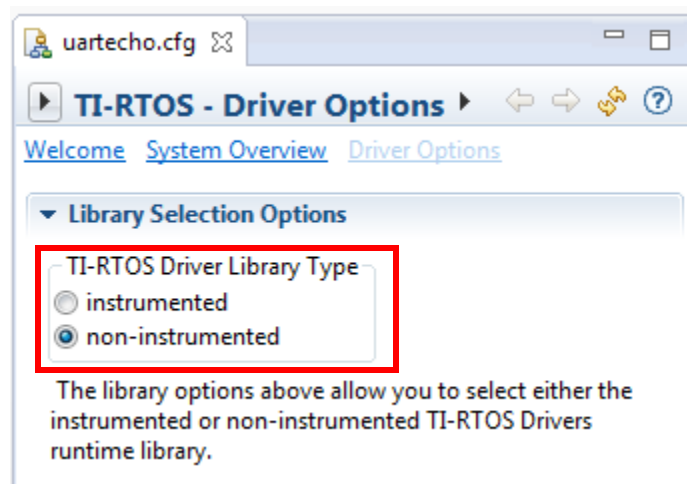 uartecho.cfg
TI-RTOS - Driver Options
Welcome System Overview Driver Options
Library Selection Options
TI-RTOS Driver Library Type
instrumented
non-instrumented
The library options above allow you to select either the
instrumented or non-instrumented TI-RTOS Drivers
runtime library.